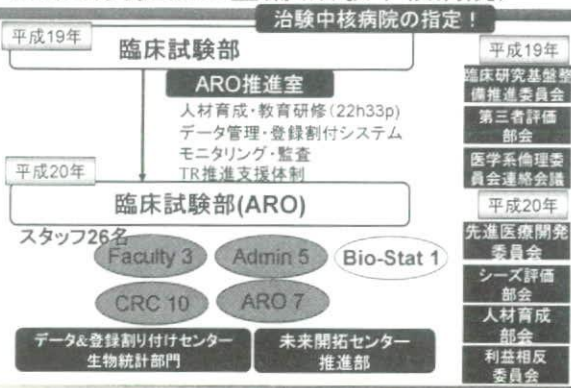 治験中核病院の指定！
平成19年
臨床試験部
ARO推進室
人材育成・教育研修（22h33p）
データ管理・登録割付システム
モニタリング・監査
TR推進支援体制
平成20年
臨床試験部(ARO)
スタッフ26名
Faculty 3
Admin 5
Bio-Stat 1
CRC 10
ARO 7
データ&登録割り付けセンター
生物統計部門
未来開拓センター
推進部
平成19年
臨床研究基盤整
備推進委員会
第三者評価
部会
医学系倫理委
員会連絡会議
平成20年
先進医療開発
委員会
シーズ評価
部会
人材育成
部会
利益相反
委員会